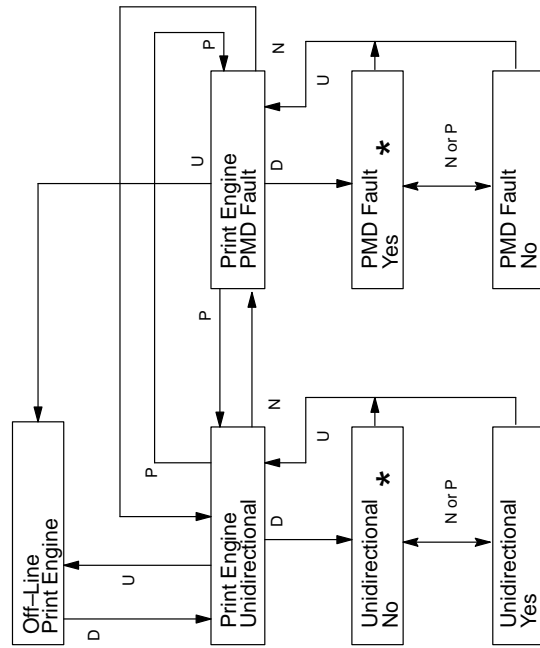 Off–Line
Print Engine
D
U
P
N
P
U
Print Engine
Unidirectional
P
N
Print Engine
PMD Fault
D
U
D
U
Unidirectional
No *
PMD Fault
Yes *
N or P
N or P
Unidirectional
Yes
PMD Fault
No